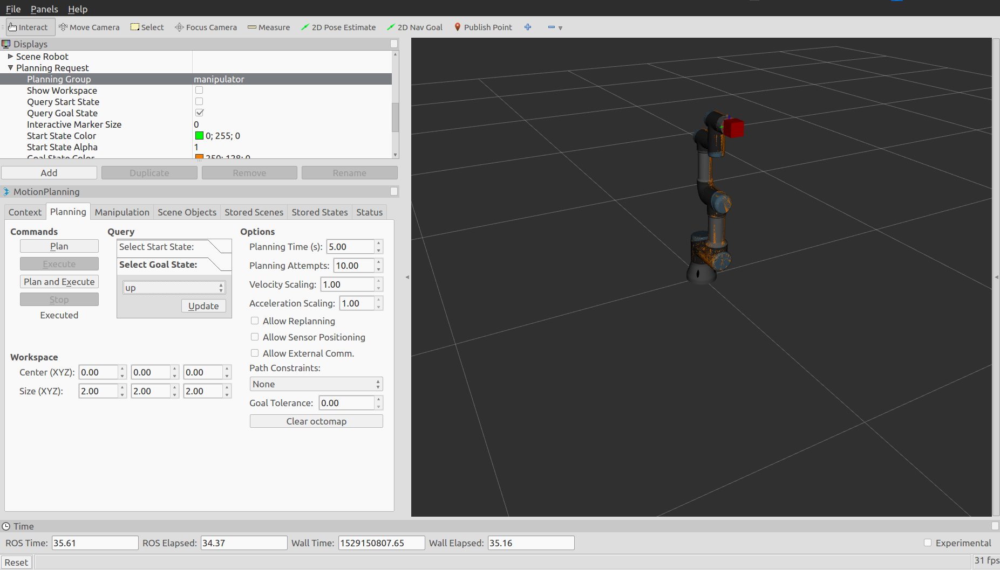 File Panels Help
Interact Move Camera Select Focus Camera Measure 2D Pose Estimate 2D Nav Goal Publish Point
Displays
Scene Robot
Planning Request
Planning Group manipulator
Show Workspace
Query Start State
Query Goal State
Interactive Marker Size 0
Start State Color 0; 255; 0
Start State Alpha 1
Goal State Color 250; 128; 0
Add Duplicate Remove Rename
MotionPlanning
Context Planning Manipulation Scene Objects Stored Scenes Stored States Status
Commands
Plan
Execute
Plan and Execute
Stop
Executed
Query
Select Start State:
Select Goal State:
up
Update
Options
Planning Time (s): 5.00
Planning Attempts: 10.00
Velocity Scaling: 1.00
Acceleration Scaling: 1.00
Allow Replanning
Allow Sensor Positioning
Allow External Comm.
Path Constraints:
None
Goal Tolerance: 0.00
Clear octomap
Workspace
Center (XYZ): 0.00 0.00 0.00
Size (XYZ): 2.00 2.00 2.00
Time
ROS Time: 35.61 ROS Elapsed: 34.37 Wall Time: 1529150807.65 Wall Elapsed: 35.16 Experimental
Reset 31 fps